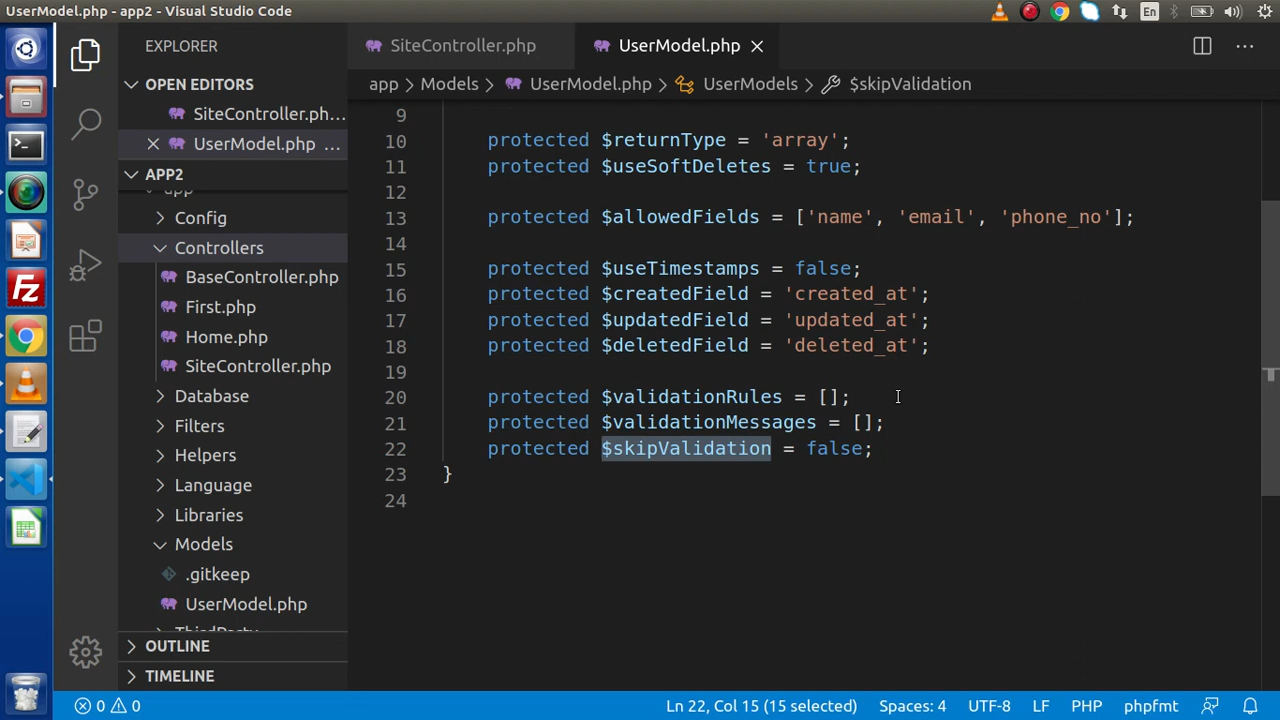 UserModel.php - app2 - Visual Studio Code
En
EXPLORER
OPEN EDITORS
SiteController.ph...
UserModel.php ...
APP2
app
Config
Controllers
BaseController.php
First.php
Home.php
SiteController.php
Database
Filters
Helpers
Language
Libraries
Models
.gitkeep
UserModel.php
ThirdParty
OUTLINE
TIMELINE
SiteController.php
UserModel.php
app > Models > UserModel.php > UserModels > $skipValidation
9
10 protected $returnType = 'array';
11 protected $useSoftDeletes = true;
12
13 protected $allowedFields = ['name', 'email', 'phone_no'];
14
15 protected $useTimestamps = false;
16 protected $createdField = 'created_at';
17 protected $updatedField = 'updated_at';
18 protected $deletedField = 'deleted_at';
19
20 protected $validationRules = [];
21 protected $validationMessages = [];
22 protected $skipValidation = false;
23 }
24
0 0 Ln 22, Col 15 (15 selected) Spaces: 4 UTF-8 LF PHP phpfmt